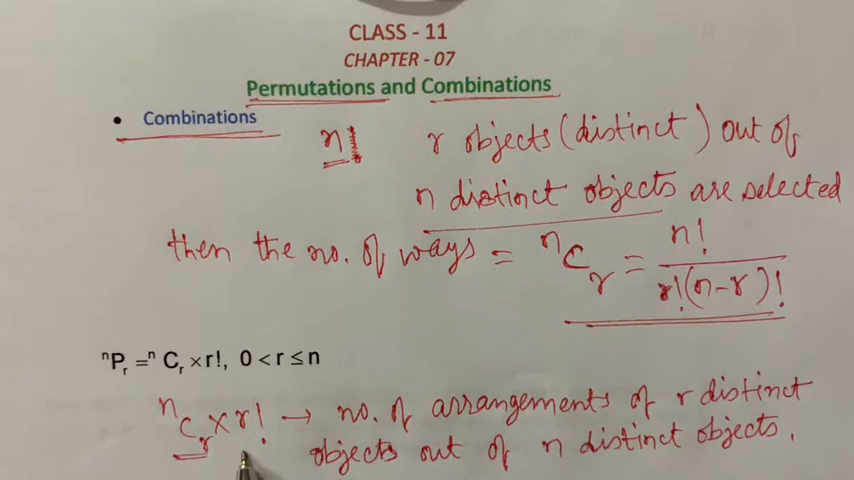 CLASS - 11
CHAPTER - 07
Permutations and Combinations
• Combinations
n! r objects (distinct) out of
n distinct objects are selected
then the no. of ways = ⁿCᵣ = n! / r!(n-r)!
ⁿPᵣ =ⁿ Cᵣ × r!, 0 < r ≤ n
ⁿCᵣ × r! → no. of arrangements of r distinct
objects out of n distinct objects.